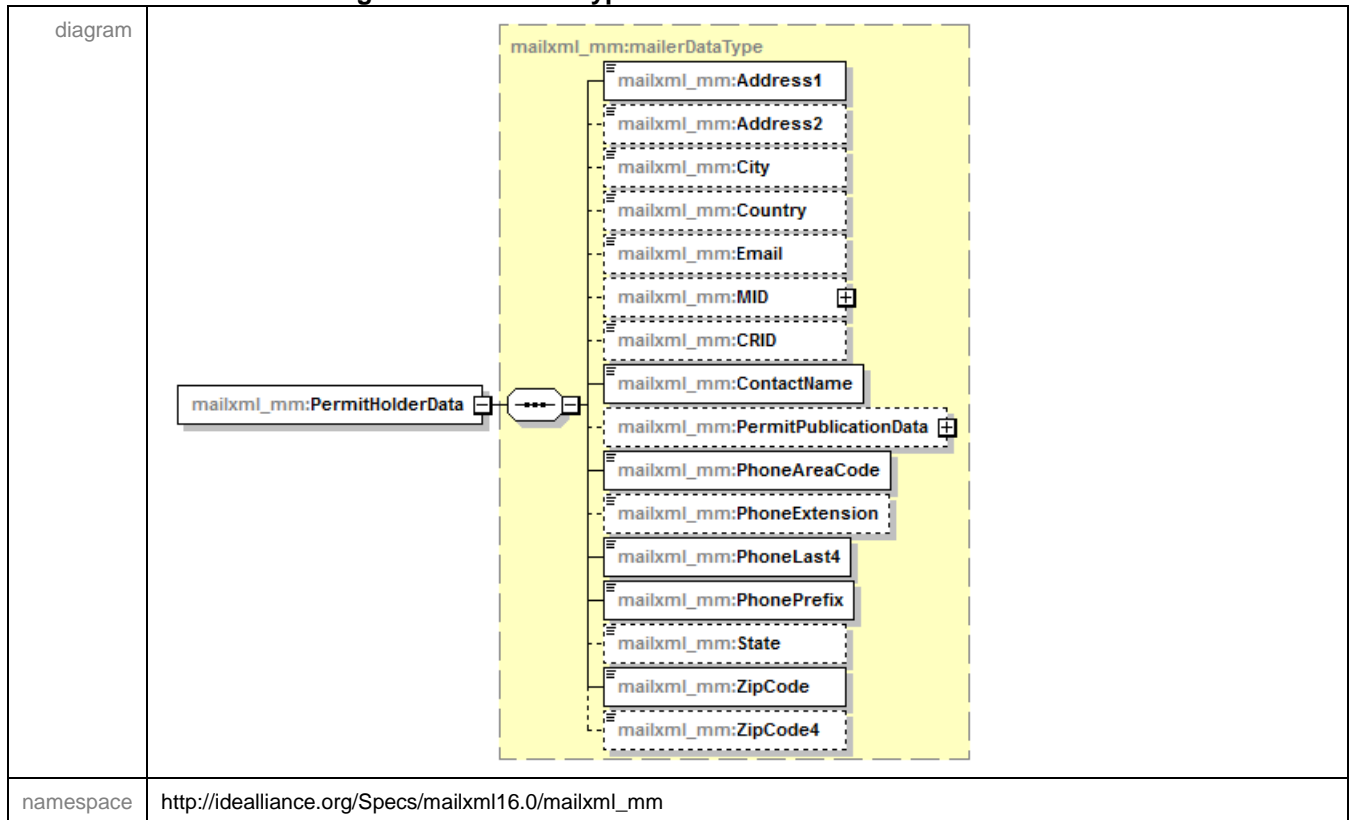 diagram
mailxml_mm:mailerDataType
mailxml_mm:Address1
mailxml_mm:Address2
mailxml_mm:City
mailxml_mm:Country
mailxml_mm:Email
mailxml_mm:MID
mailxml_mm:CRID
mailxml_mm:ContactName
mailxml_mm:PermitHolderData
mailxml_mm:PermitPublicationData
mailxml_mm:PhoneAreaCode
mailxml_mm:PhoneExtension
mailxml_mm:PhoneLast4
mailxml_mm:PhonePrefix
mailxml_mm:State
mailxml_mm:ZipCode
mailxml_mm:ZipCode4
namespace http://idealliance.org/Specs/mailxml16.0/mailxml_mm